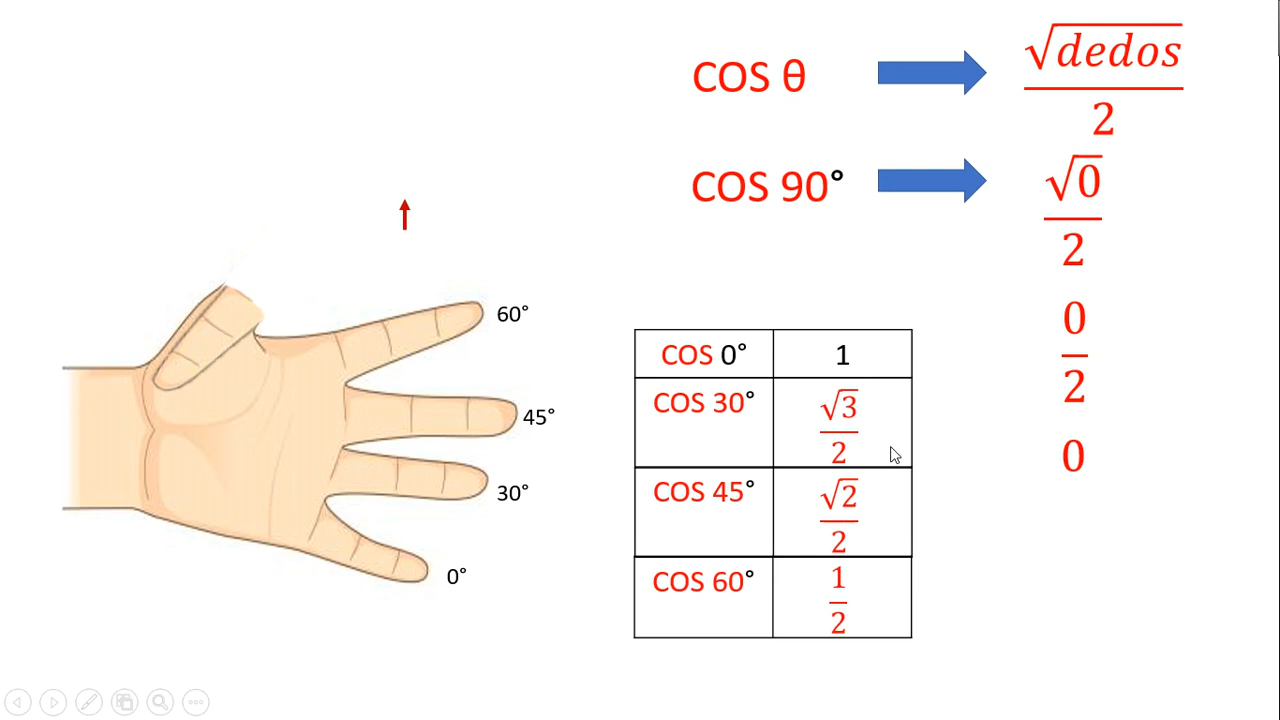 COS θ
√dedos
2
COS 90°
√0
2
0
2
0
60°
45°
30°
0°
COS 0° 1
COS 30° √3
2
COS 45° √2
2
COS 60° 1
2